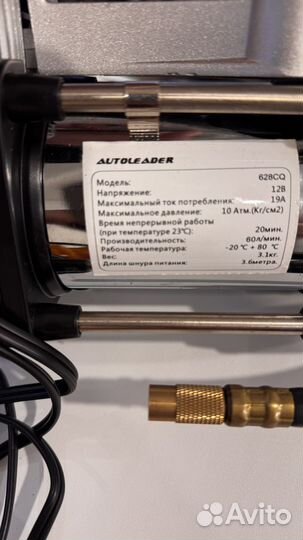 AUTOLEADER
Модель: 628CQ
Напряжение: 12В
Максимальный ток потребления: 19А
Максимальное давление: 10 Атм.(Кг/см2)
Время непрерывной работы
(при температуре 23°C): 20мин.
Производительность: 60л/мин.
Рабочая температура: -20 °C + 80 °C
Вес: 3.1кг.
Длина шнура питания: 3.6метра.
Avito